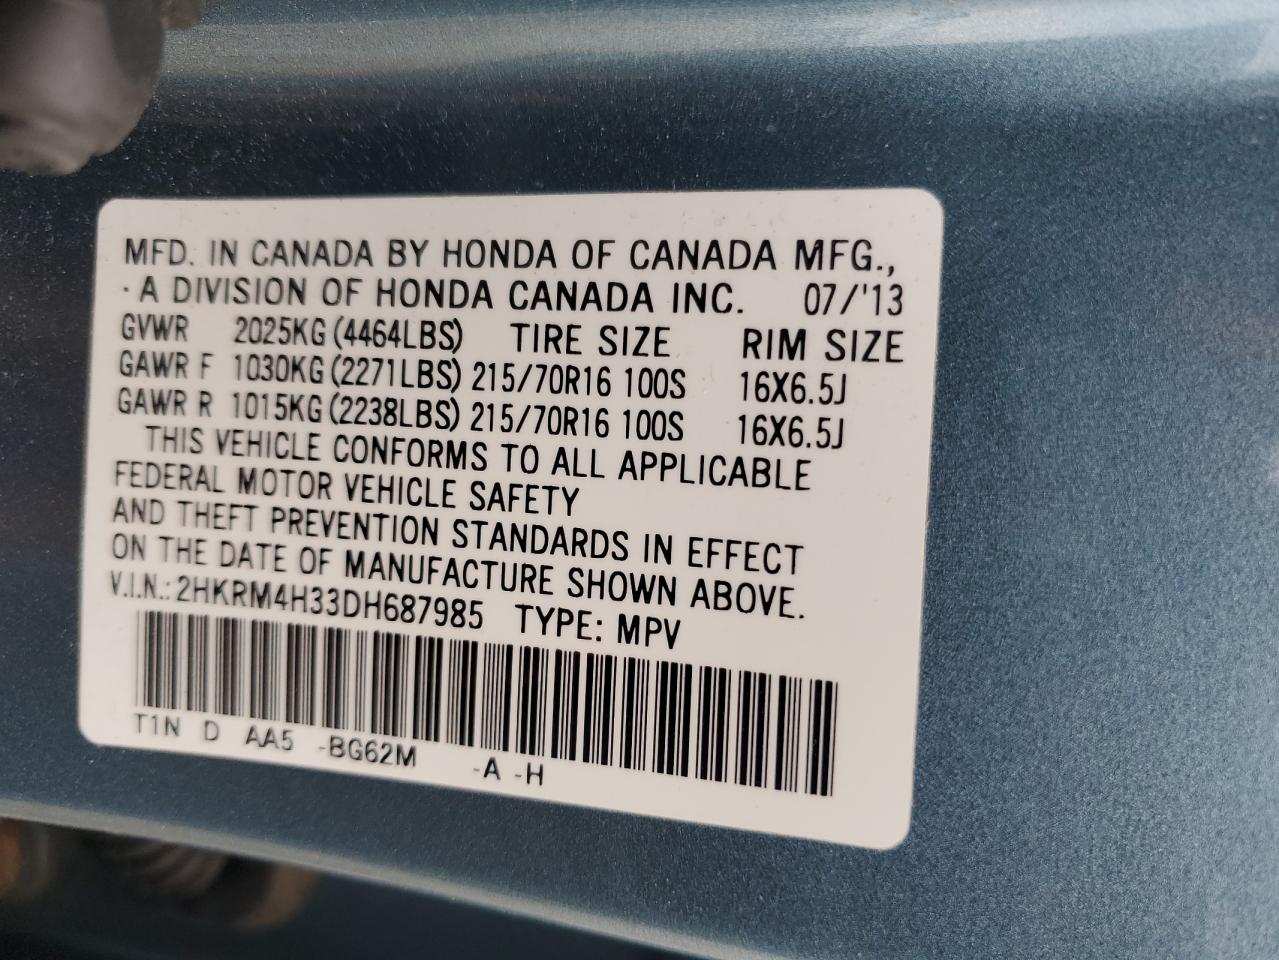 MFD. IN CANADA BY HONDA OF CANADA MFG.,
· A DIVISION OF HONDA CANADA INC. 07/'13
GVWR 2025KG (4464LBS) TIRE SIZE RIM SIZE
GAWR F 1030KG (2271LBS) 215/70R16 100S 16X6.5J
GAWR R 1015KG (2238LBS) 215/70R16 100S 16X6.5J
THIS VEHICLE CONFORMS TO ALL APPLICABLE
FEDERAL MOTOR VEHICLE SAFETY
AND THEFT PREVENTION STANDARDS IN EFFECT
ON THE DATE OF MANUFACTURE SHOWN ABOVE.
V.I.N.: 2HKRM4H33DH687985 TYPE: MPV
T1N D AA5 -BG62M -A -H